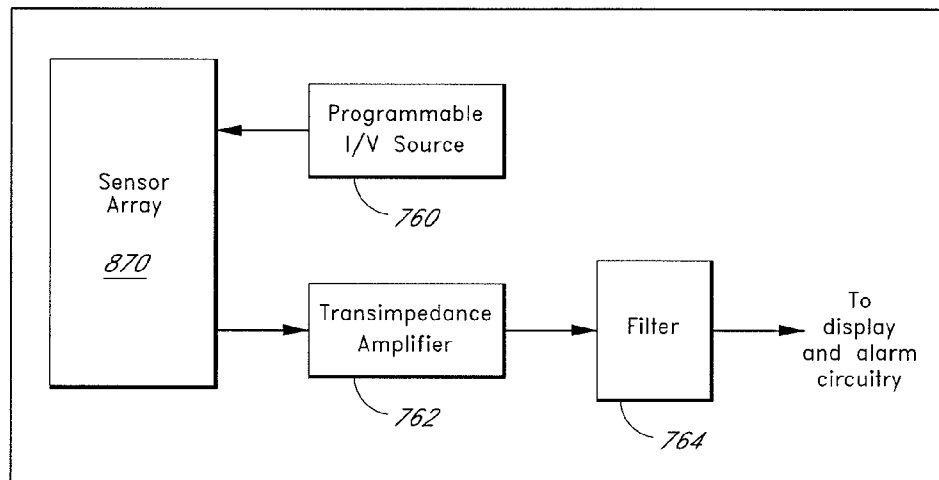 Sensor
Array
870
Programmable
I/V Source
760
Transimpedance
Amplifier
762
Filter
764
To
display
and alarm
circuitry